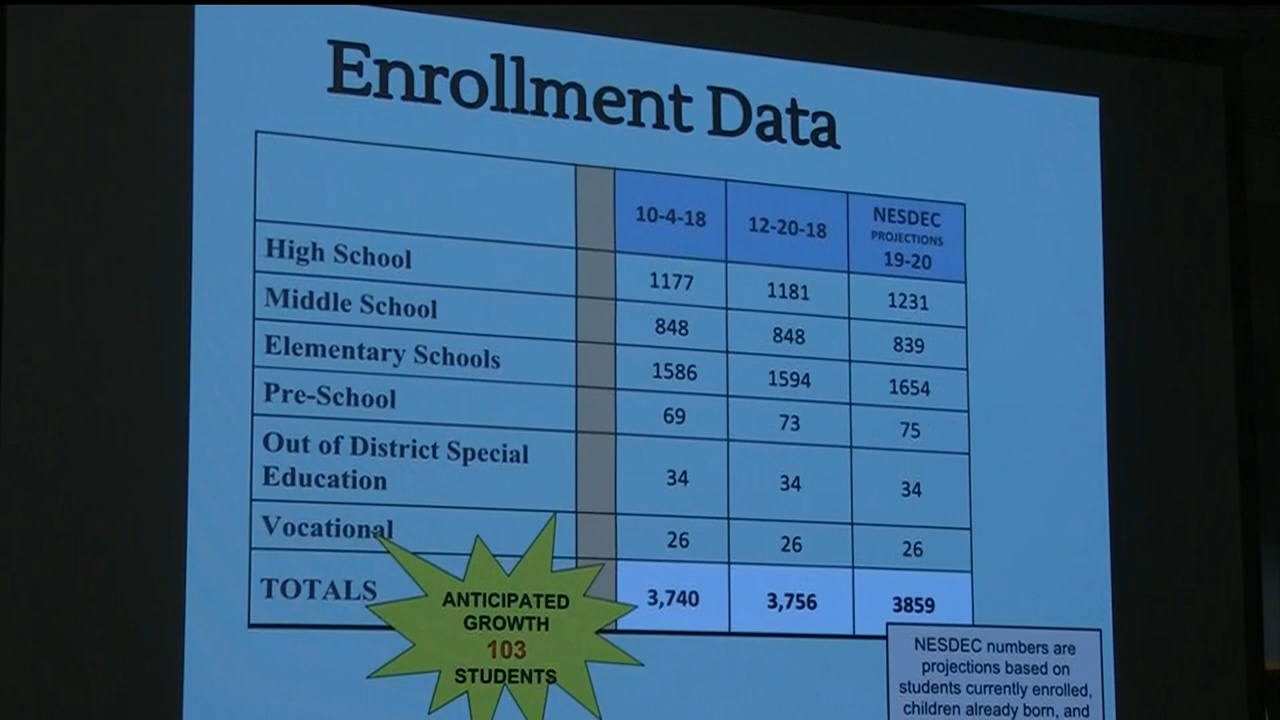 Enrollment Data
10-4-18 12-20-18 NESDEC
PROJECTIONS
19-20
High School 1177 1181 1231
Middle School 848 848 839
Elementary Schools 1586 1594 1654
Pre-School 69 73 75
Out of District Special
Education 34 34 34
Vocational 26 26 26
TOTALS 3,740 3,756 3859
ANTICIPATED
GROWTH
103
STUDENTS
NESDEC numbers are
projections based on
students currently enrolled,
children already born, and